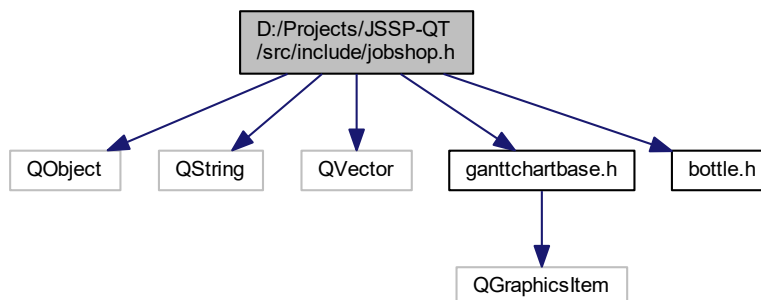 D:/Projects/JSSP-QT
/src/include/jobshop.h
QObject
QString
QVector
ganttchartbase.h
bottle.h
QGraphicsItem